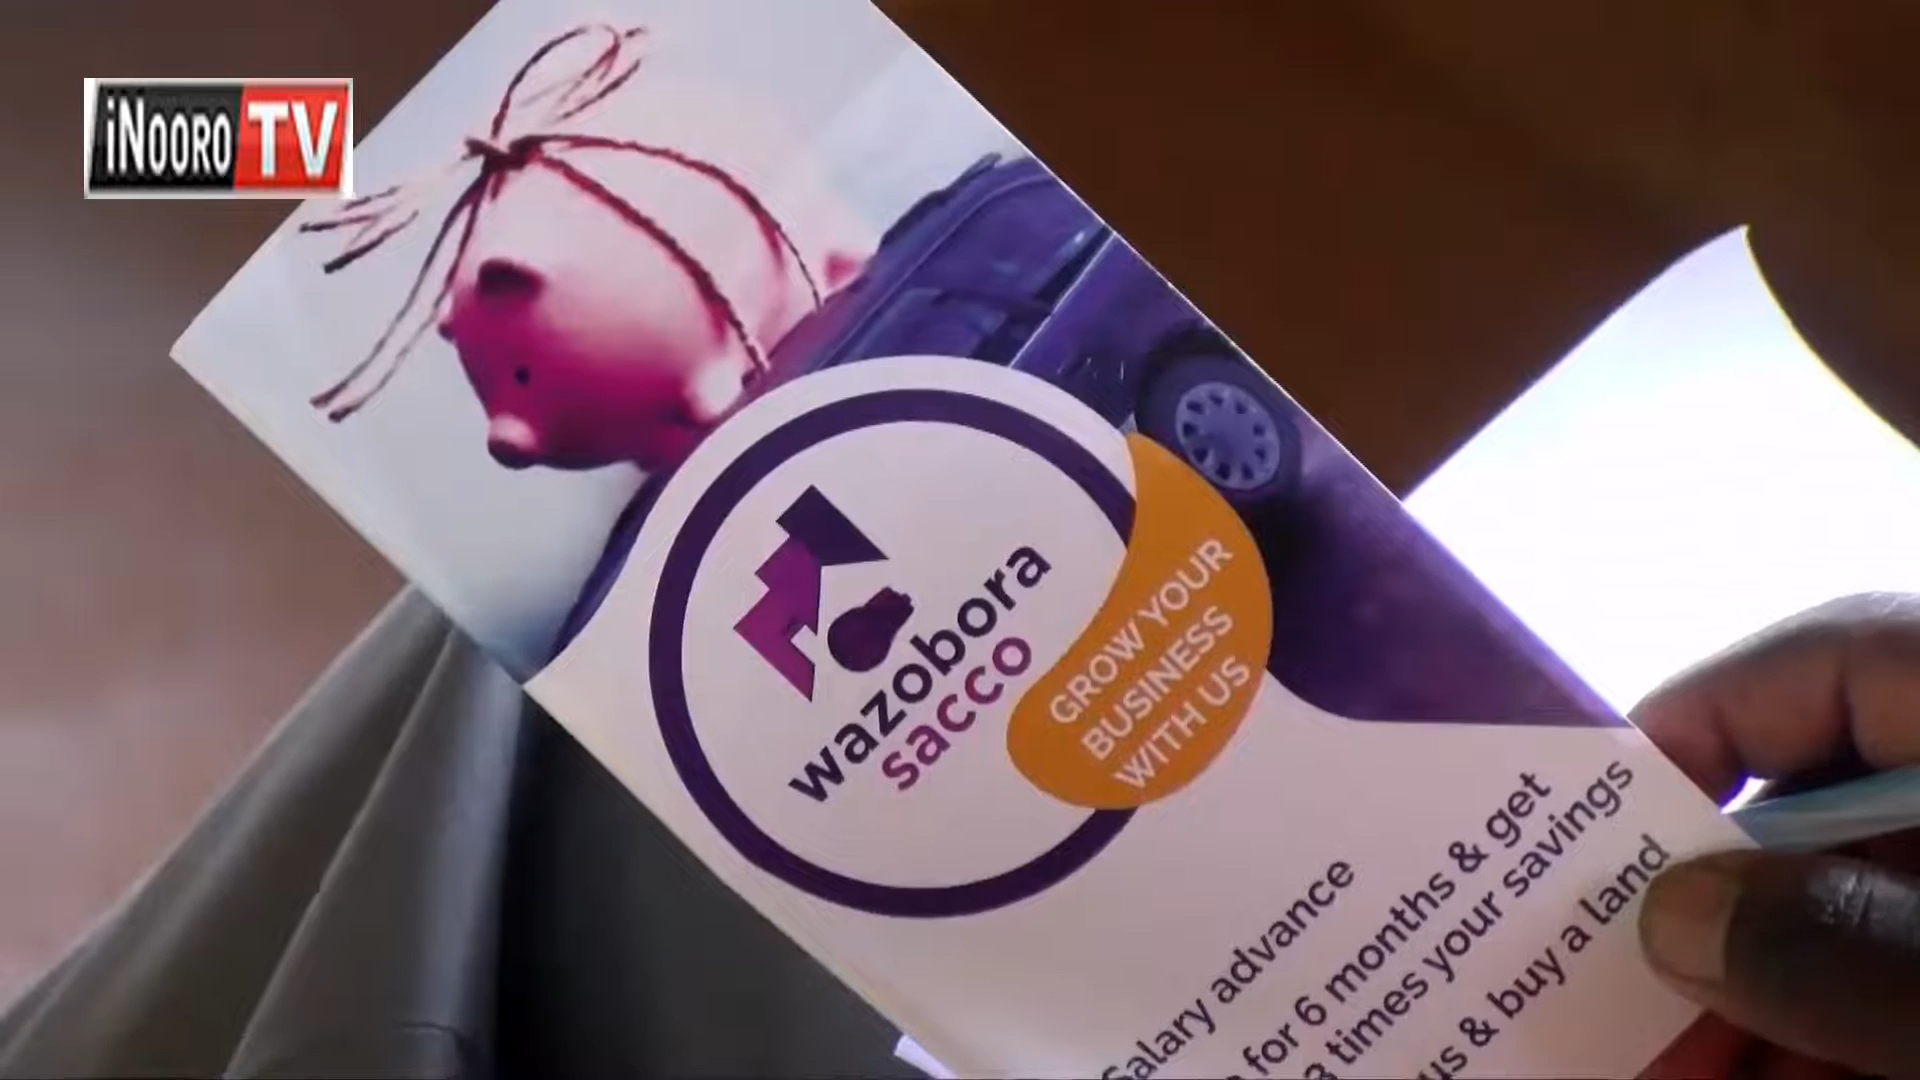 iNOORO TV
wazobora
sacco
GROW YOUR
BUSINESS
WITH US
Salary advance
for 6 months & get
3 times your savings
us & buy a land